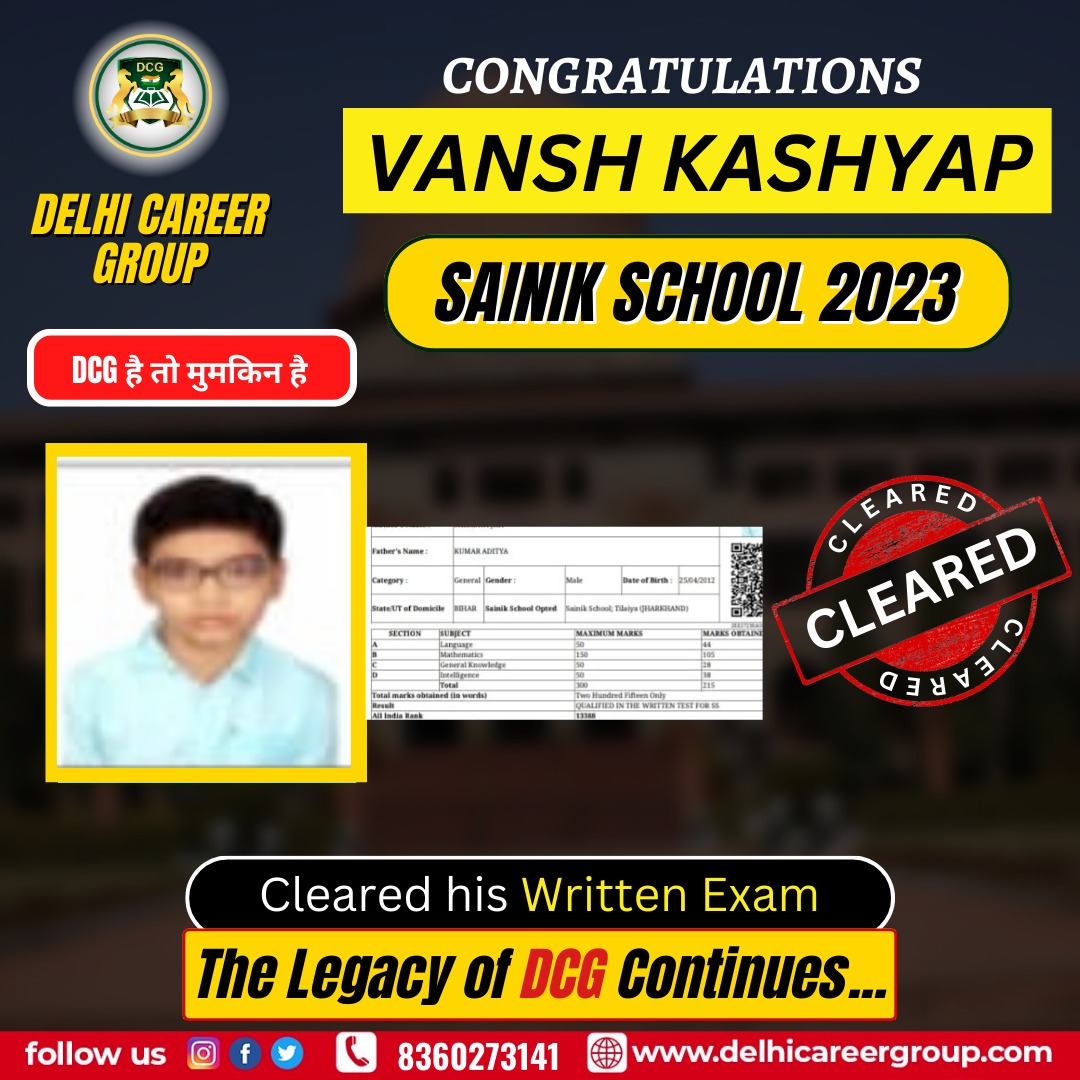 DCG
DELHI CAREER
GROUP
CONGRATULATIONS
VANSH KASHYAP
SAINIK SCHOOL 2023
DCG है तो मुमकिन है
Father's Name : KUMAR ADITYA
Category : General Gender : Male Date of Birth : 25/04/2012
State/UT of Domicile BIHAR Sainik School Opted Sainik School; Tilaiya (JHARKHAND)
SECTION SUBJECT MAXIMUM MARKS MARKS OBTAINE
A Language 50 44
B Mathematics 150 105
C General Knowledge 50 28
D Intelligence 50 38
Total 300 215
Total marks obtained (in words) Two Hundred Fifteen Only
Result QUALIFIED IN THE WRITTEN TEST FOR SS
All India Rank 13388
CLEARED
CLEARED
CLEARED
Cleared his Written Exam
The Legacy of DCG Continues...
follow us 8360273141 www.delhicareergroup.com